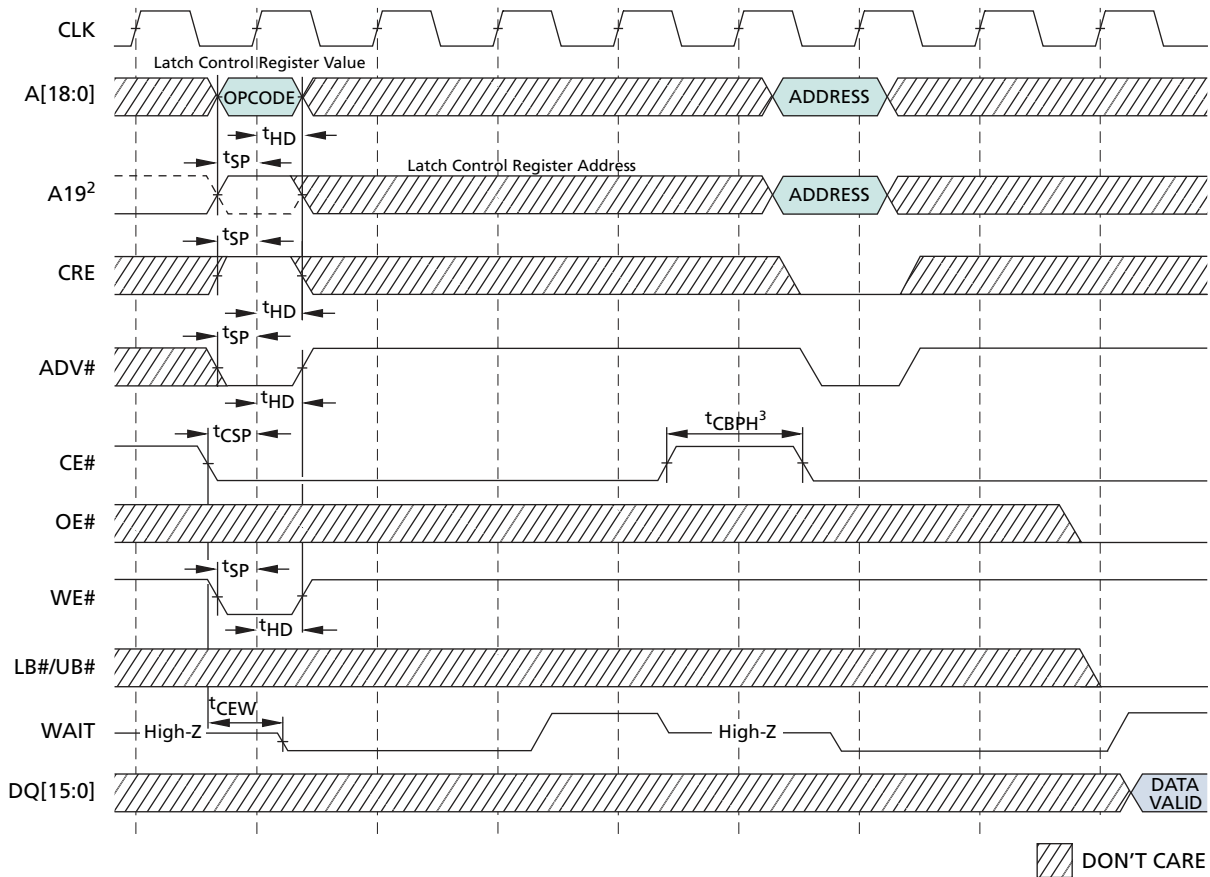 CLK
Latch Control Register Value
A[18:0] OPCODE ADDRESS
tHD
tSP
Latch Control Register Address
A19² ADDRESS
tSP
CRE
tHD
tSP
ADV#
tHD
tCSP tCBPH³
CE#
OE#
tSP
WE#
tHD
LB#/UB#
tCEW
WAIT High-Z High-Z
DQ[15:0] DATA VALID
DON'T CARE